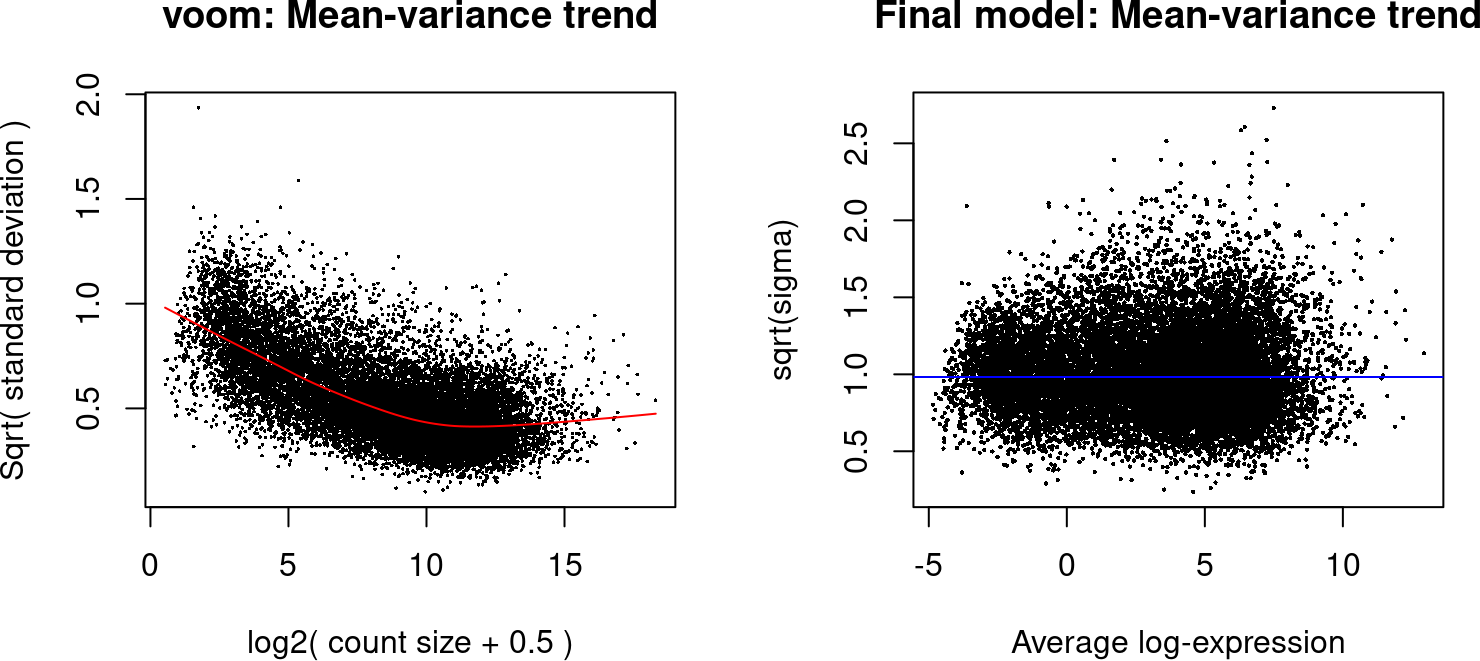 voom: Mean-variance trend
Sqrt( standard deviation )
2.0
1.5
1.0
0.5
0 5 10 15
log2( count size + 0.5 )
Final model: Mean-variance trend
sqrt(sigma)
2.5
2.0
1.5
1.0
0.5
-5 0 5 10
Average log-expression